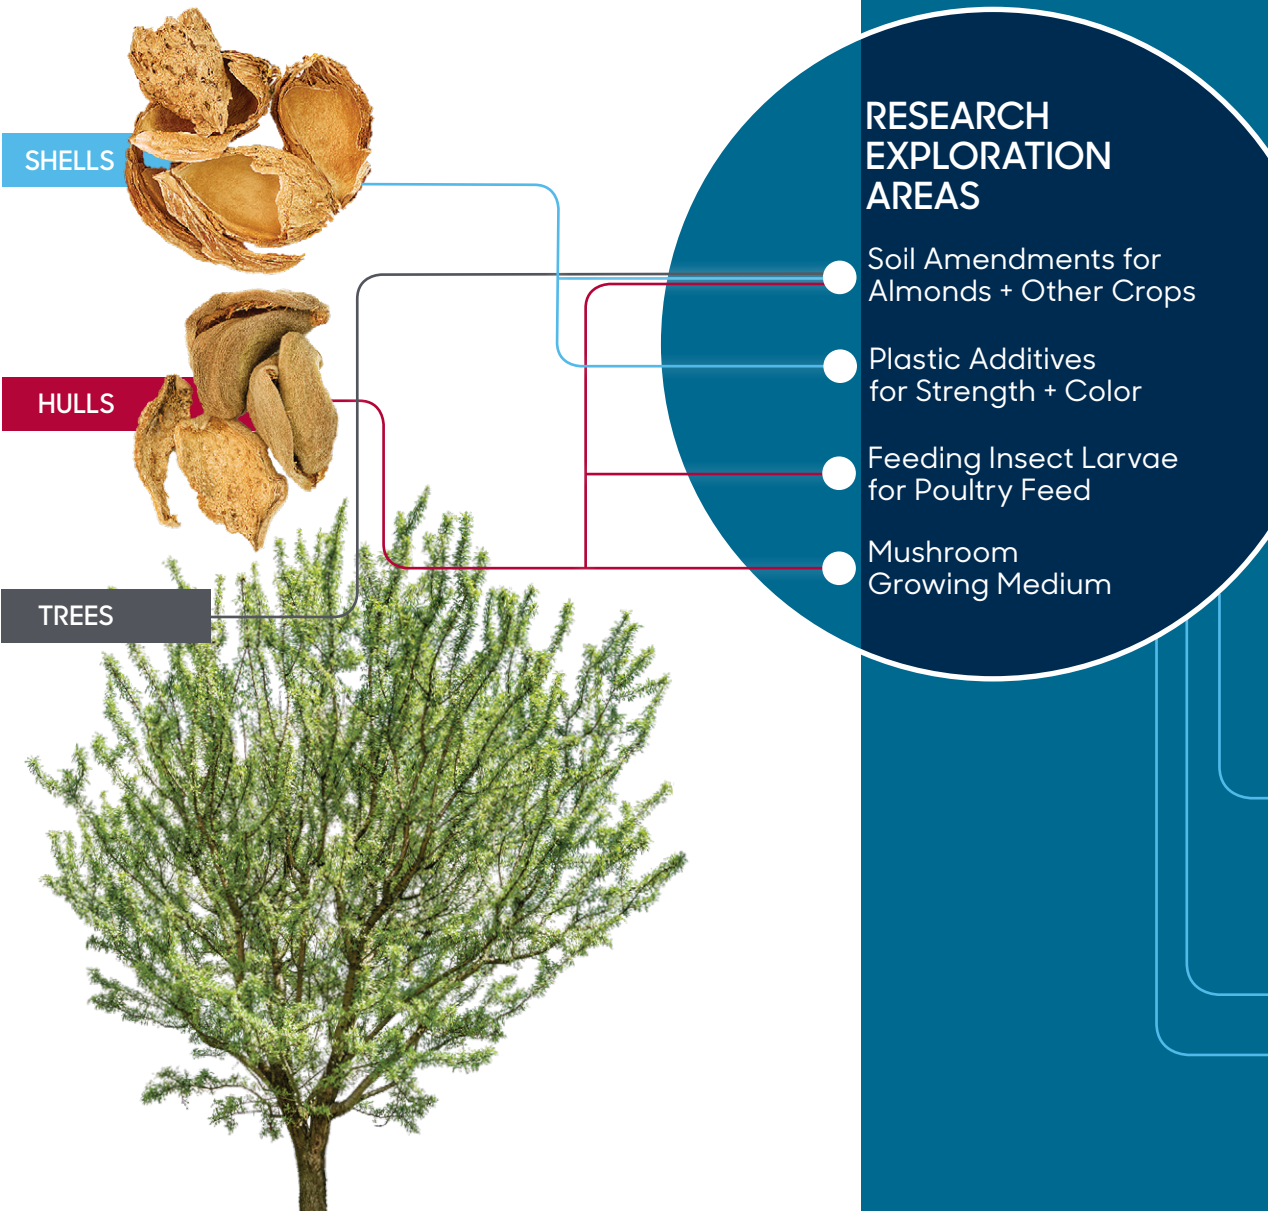 SHELLS
HULLS
TREES
RESEARCH
EXPLORATION
AREAS
Soil Amendments for
Almonds + Other Crops
Plastic Additives
for Strength + Color
Feeding Insect Larvae
for Poultry Feed
Mushroom
Growing Medium